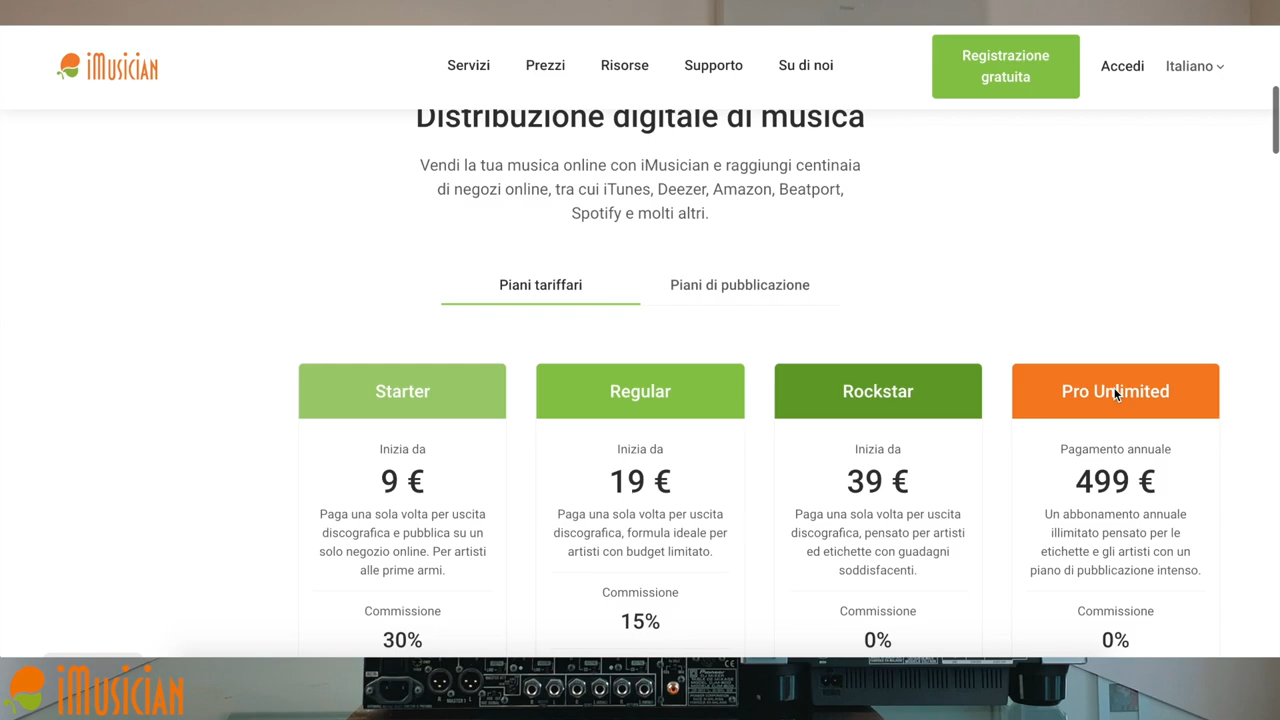 iMusician
Servizi
Prezzi
Risorse
Supporto
Su di noi
Registrazione
gratuita
Accedi
Italiano
Distribuzione digitale di musica
Vendi la tua musica online con iMusician e raggiungi centinaia
di negozi online, tra cui iTunes, Deezer, Amazon, Beatport,
Spotify e molti altri.
Piani tariffari
Piani di pubblicazione
Starter
Inizia da
9 €
Paga una sola volta per uscita
discografica e pubblica su un
solo negozio online. Per artisti
alle prime armi.
Commissione
30%
Regular
Inizia da
19 €
Paga una sola volta per uscita
discografica, formula ideale per
artisti con budget limitato.
Commissione
15%
Rockstar
Inizia da
39 €
Paga una sola volta per uscita
discografica, pensato per artisti
ed etichette con guadagni
soddisfacenti.
Commissione
0%
Pro Unlimited
Pagamento annuale
499 €
Un abbonamento annuale
illimitato pensato per le
etichette e gli artisti con un
piano di pubblicazione intenso.
Commissione
0%
iMusician